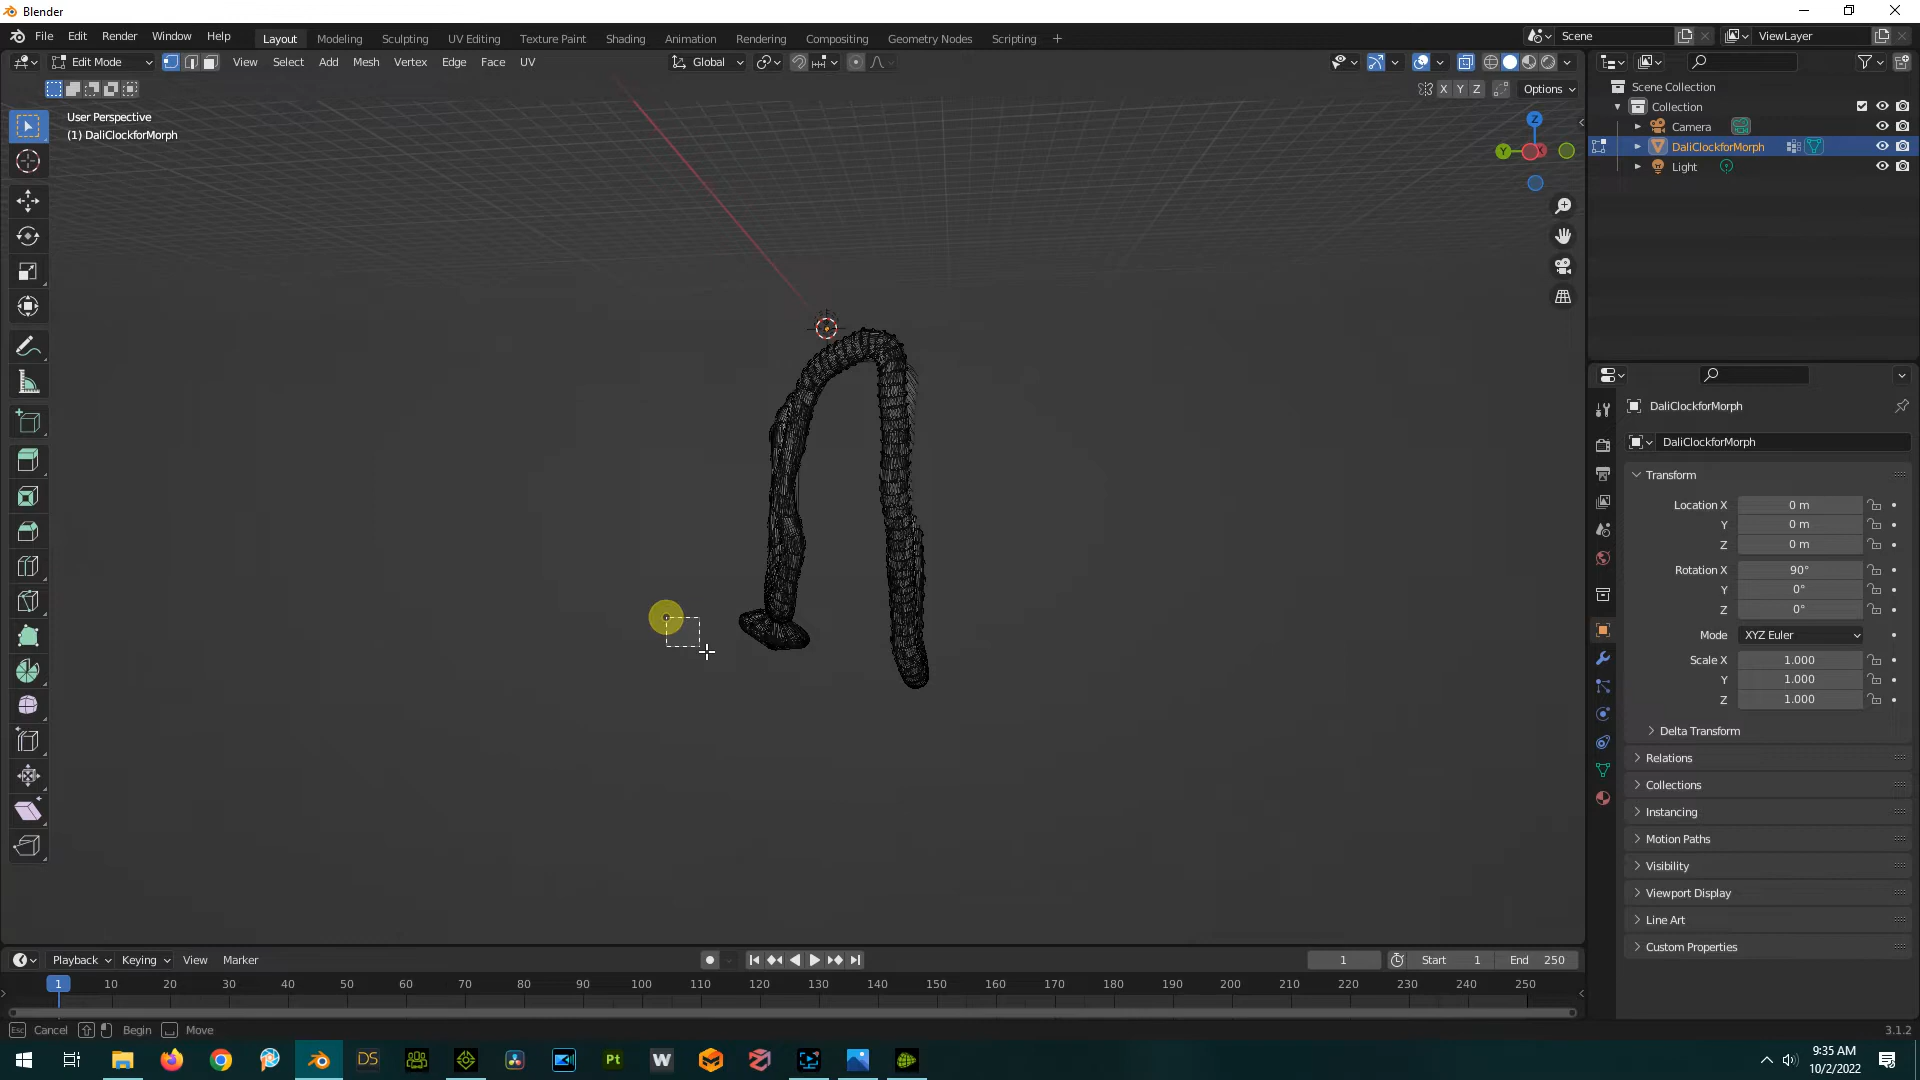 Blender
File Edit Render Window Help
Layout Modeling Sculpting UV Editing Texture Paint Shading Animation Rendering Compositing Geometry Nodes Scripting +
Scene
ViewLayer
Edit Mode View Select Add Mesh Vertex Edge Face UV
Global
X Y Z Options
User Perspective
(1) DaliClockforMorph
Z
Y
X
Scene Collection
Collection
Camera
DaliClockforMorph
Light
DaliClockforMorph
DaliClockforMorph
Transform
Location X 0 m
Y 0 m
Z 0 m
Rotation X 90°
Y 0°
Z 0°
Mode XYZ Euler
Scale X 1.000
Y 1.000
Z 1.000
Delta Transform
Relations
Collections
Instancing
Motion Paths
Visibility
Viewport Display
Line Art
Custom Properties
Playback Keying View Marker
1 Start 1 End 250
1 10 20 30 40 50 60 70 80 90 100 110 120 130 140 150 160 170 180 190 200 210 220 230 240 250
Esc Cancel Begin Move
3.1.2
DS Pt W
9:35 AM
10/2/2022